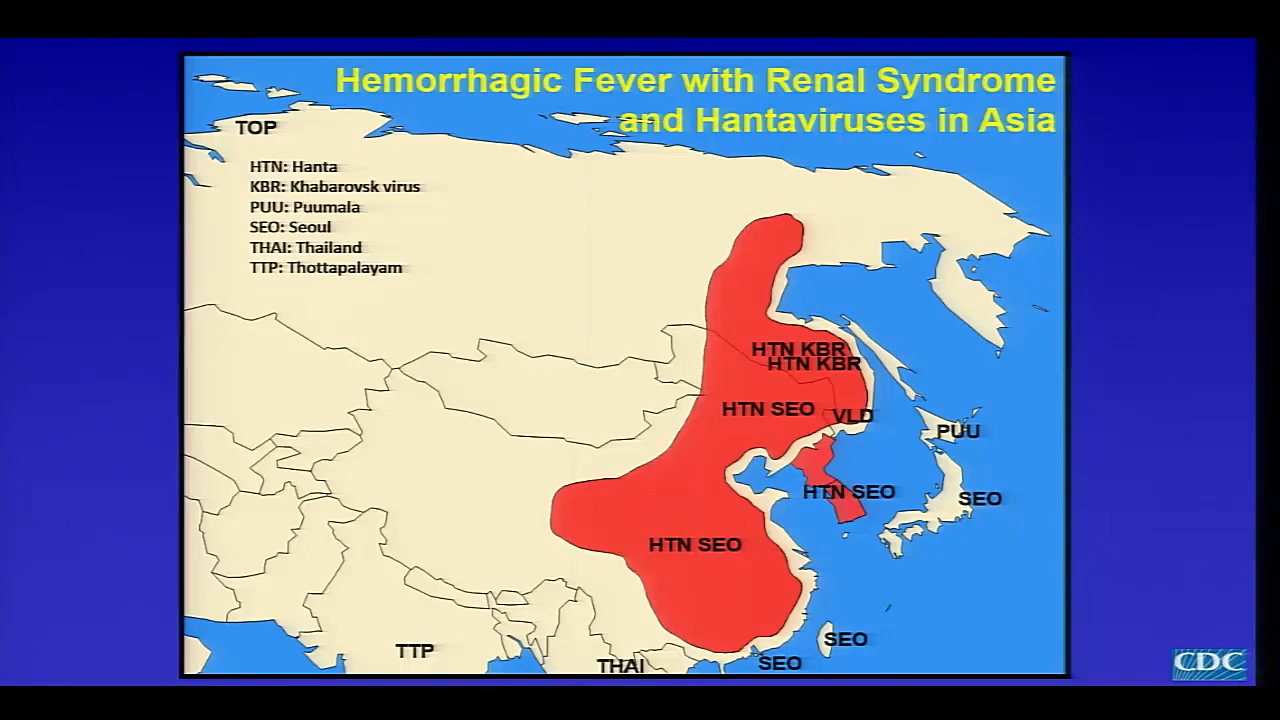 Hemorrhagic Fever with Renal Syndrome
and Hantaviruses in Asia
TOP
HTN: Hanta
KBR: Khabarovsk virus
PUU: Puumala
SEO: Seoul
THAI: Thailand
TTP: Thottapalayam
HTN KBR
HTN KBR
HTN SEO
VLD
PUU
HTN SEO
SEO
HTN SEO
SEO
TTP
THAI
SEO
CDC